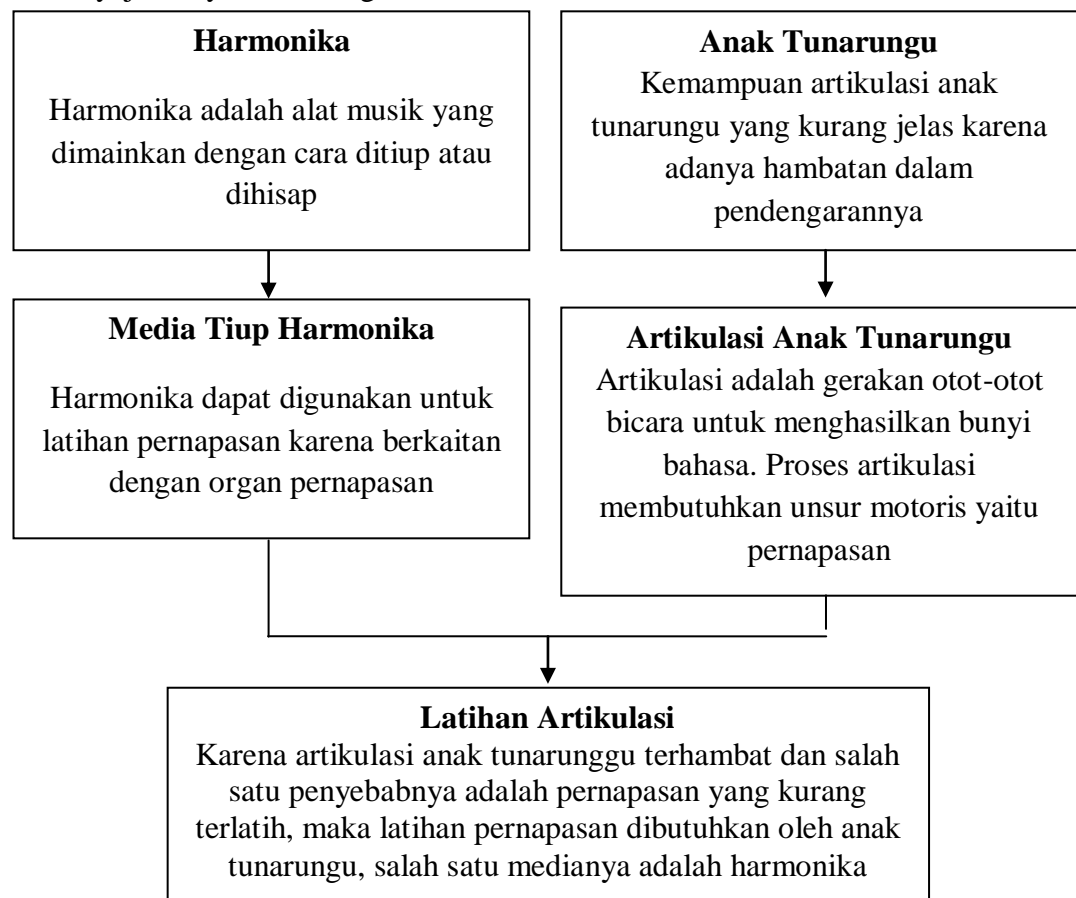 Harmonika
Harmonika adalah alat musik yang
dimainkan dengan cara ditiup atau
dihisap
Anak Tunarungu
Kemampuan artikulasi anak
tunarungu yang kurang jelas karena
adanya hambatan dalam
pendengarannya
Media Tiup Harmonika
Harmonika dapat digunakan untuk
latihan pernapasan karena berkaitan
dengan organ pernapasan
Artikulasi Anak Tunarungu
Artikulasi adalah gerakan otot-otot
bicara untuk menghasilkan bunyi
bahasa. Proses artikulasi
membutuhkan unsur motoris yaitu
pernapasan
Latihan Artikulasi
Karena artikulasi anak tunarunggu terhambat dan salah
satu penyebabnya adalah pernapasan yang kurang
terlatih, maka latihan pernapasan dibutuhkan oleh anak
tunarungu, salah satu medianya adalah harmonika